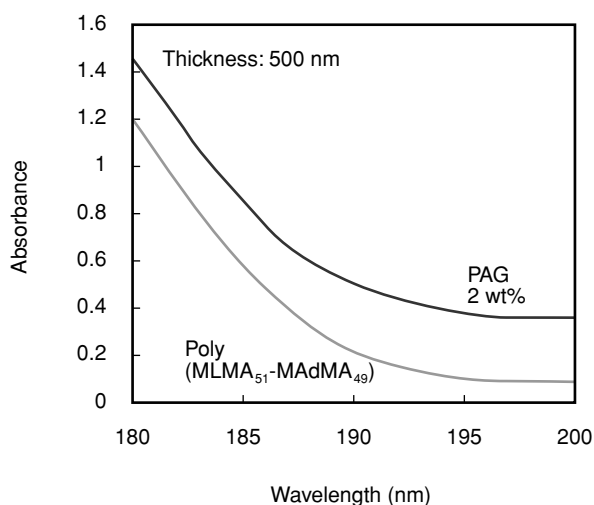 1.6
1.4
1.2
1
0.8
0.6
0.4
0.2
0
Absorbance
Thickness: 500 nm
PAG
2 wt%
Poly
(MLMA₅₁-MAdMA₄₉)
180 185 190 195 200
Wavelength (nm)